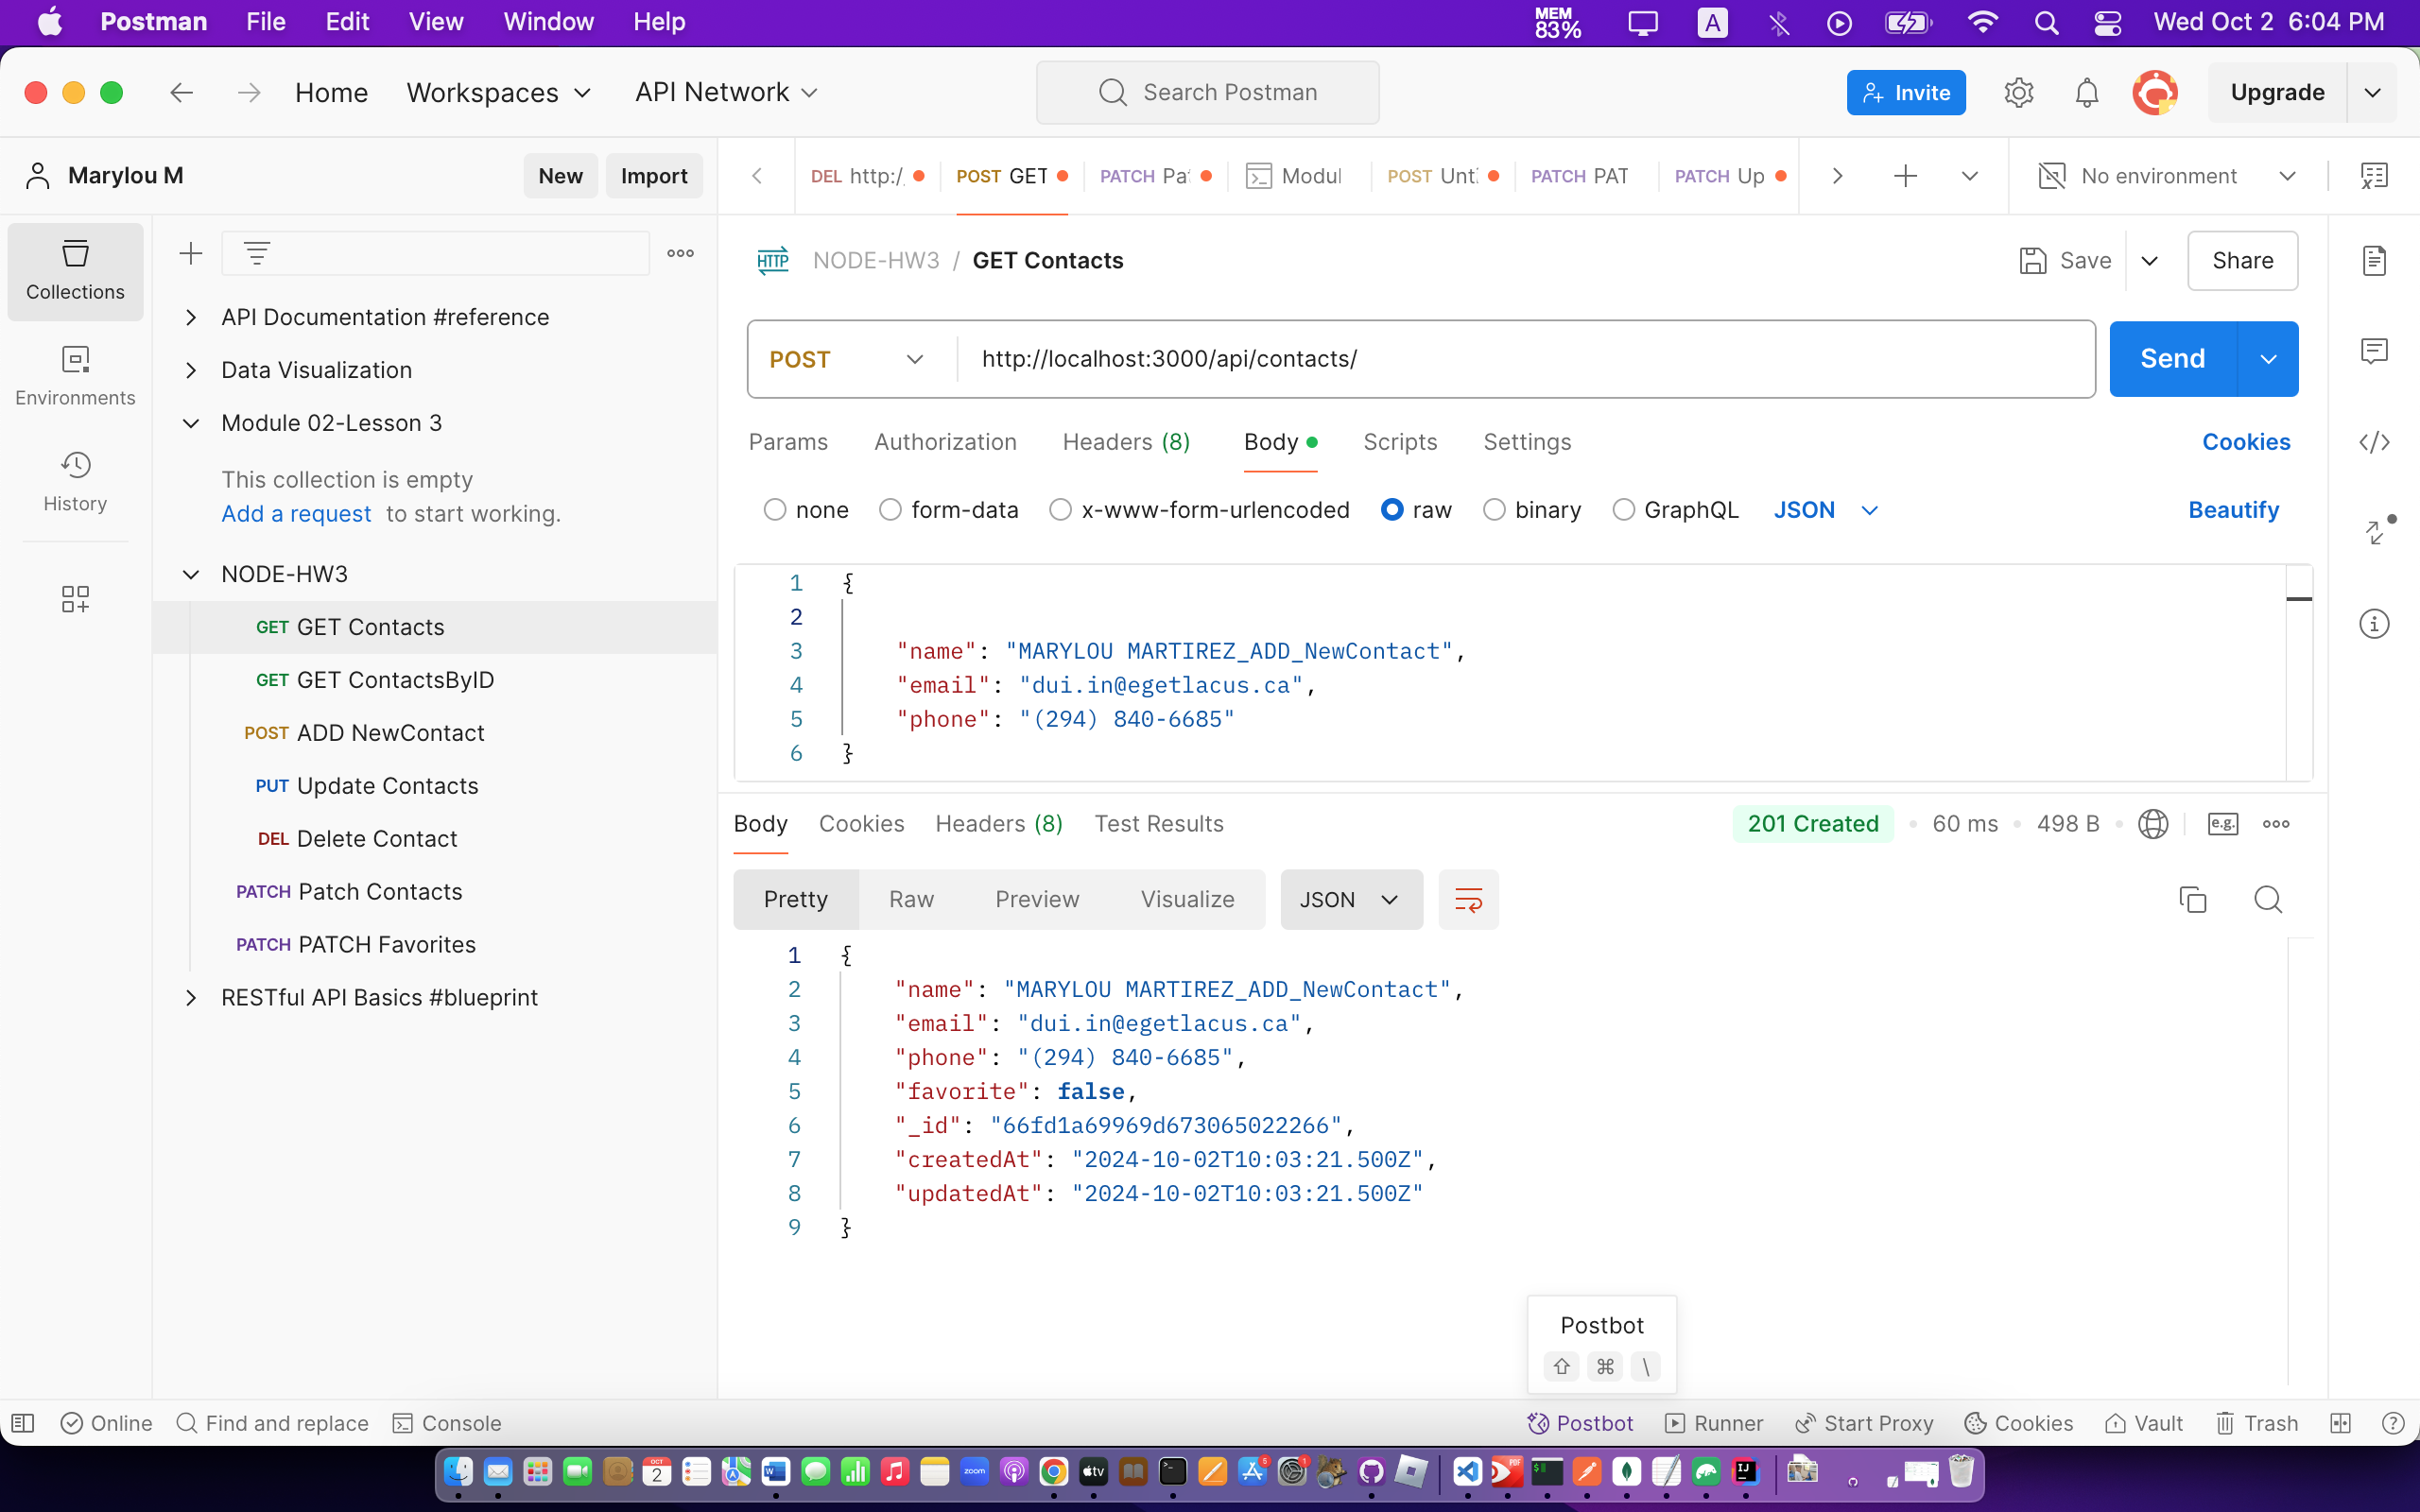 Postman File Edit View Window Help MEM 83% A Wed Oct 2 6:04 PM
Home Workspaces API Network Search Postman Invite Upgrade
Marylou M New Import DEL http:/ POST GET PATCH Pa Modul POST Unt PATCH PAT PATCH Up No environment
Collections
Environments
History
API Documentation #reference
Data Visualization
Module 02-Lesson 3
This collection is empty
Add a request to start working.
NODE-HW3
GET GET Contacts
GET GET ContactsByID
POST ADD NewContact
PUT Update Contacts
DEL Delete Contact
PATCH Patch Contacts
PATCH PATCH Favorites
RESTful API Basics #blueprint
HTTP NODE-HW3 / GET Contacts Save Share
POST http://localhost:3000/api/contacts/ Send
Params Authorization Headers (8) Body Scripts Settings Cookies
none form-data x-www-form-urlencoded raw binary GraphQL JSON Beautify
1 {
2
3 "name": "MARYLOU MARTIREZ_ADD_NewContact",
4 "email": "dui.in@egetlacus.ca",
5 "phone": "(294) 840-6685"
6 }
Body Cookies Headers (8) Test Results 201 Created 60 ms 498 B e.g.
Pretty Raw Preview Visualize JSON
1 {
2 "name": "MARYLOU MARTIREZ_ADD_NewContact",
3 "email": "dui.in@egetlacus.ca",
4 "phone": "(294) 840-6685",
5 "favorite": false,
6 "_id": "66fd1a69969d673065022266",
7 "createdAt": "2024-10-02T10:03:21.500Z",
8 "updatedAt": "2024-10-02T10:03:21.500Z"
9 }
Postbot
⇧ ⌘ \
Online Find and replace Console Postbot Runner Start Proxy Cookies Vault Trash
OCT 2 W zoom tv 5 1 PDF IJ